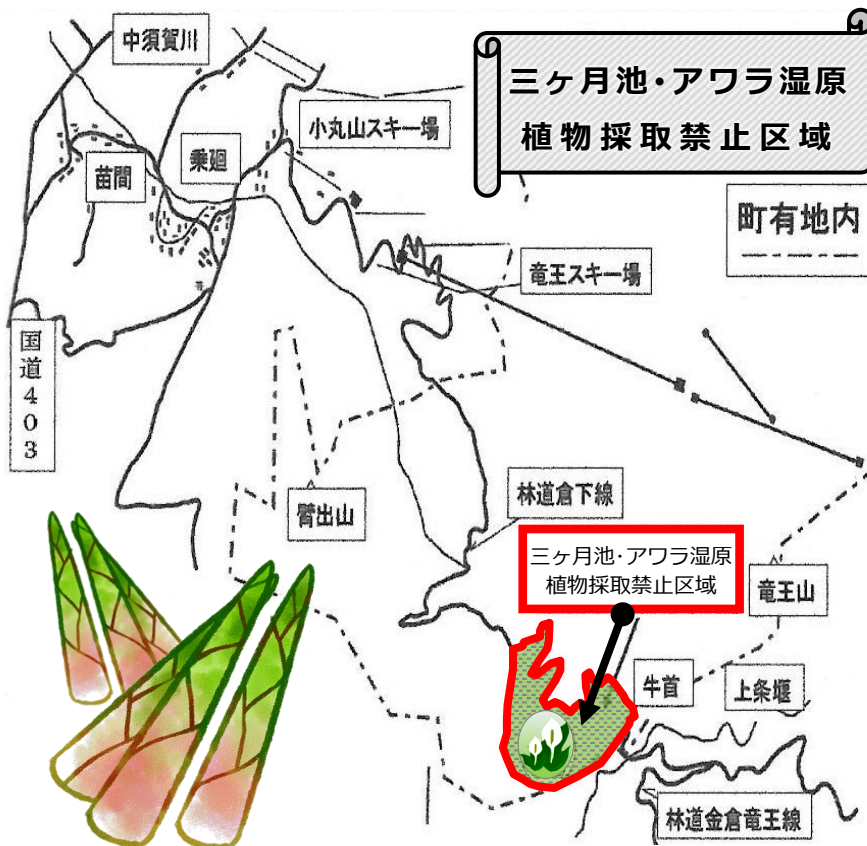 三ヶ月池・アワラ湿原
植物採取禁止区域
中須賀川
小丸山スキー場
乗廻
苗間
町有地内
竜王スキー場
国道403
臂出山
林道倉下線
三ヶ月池・アワラ湿原
植物採取禁止区域
竜王山
牛首
上条堰
林道金倉竜王線